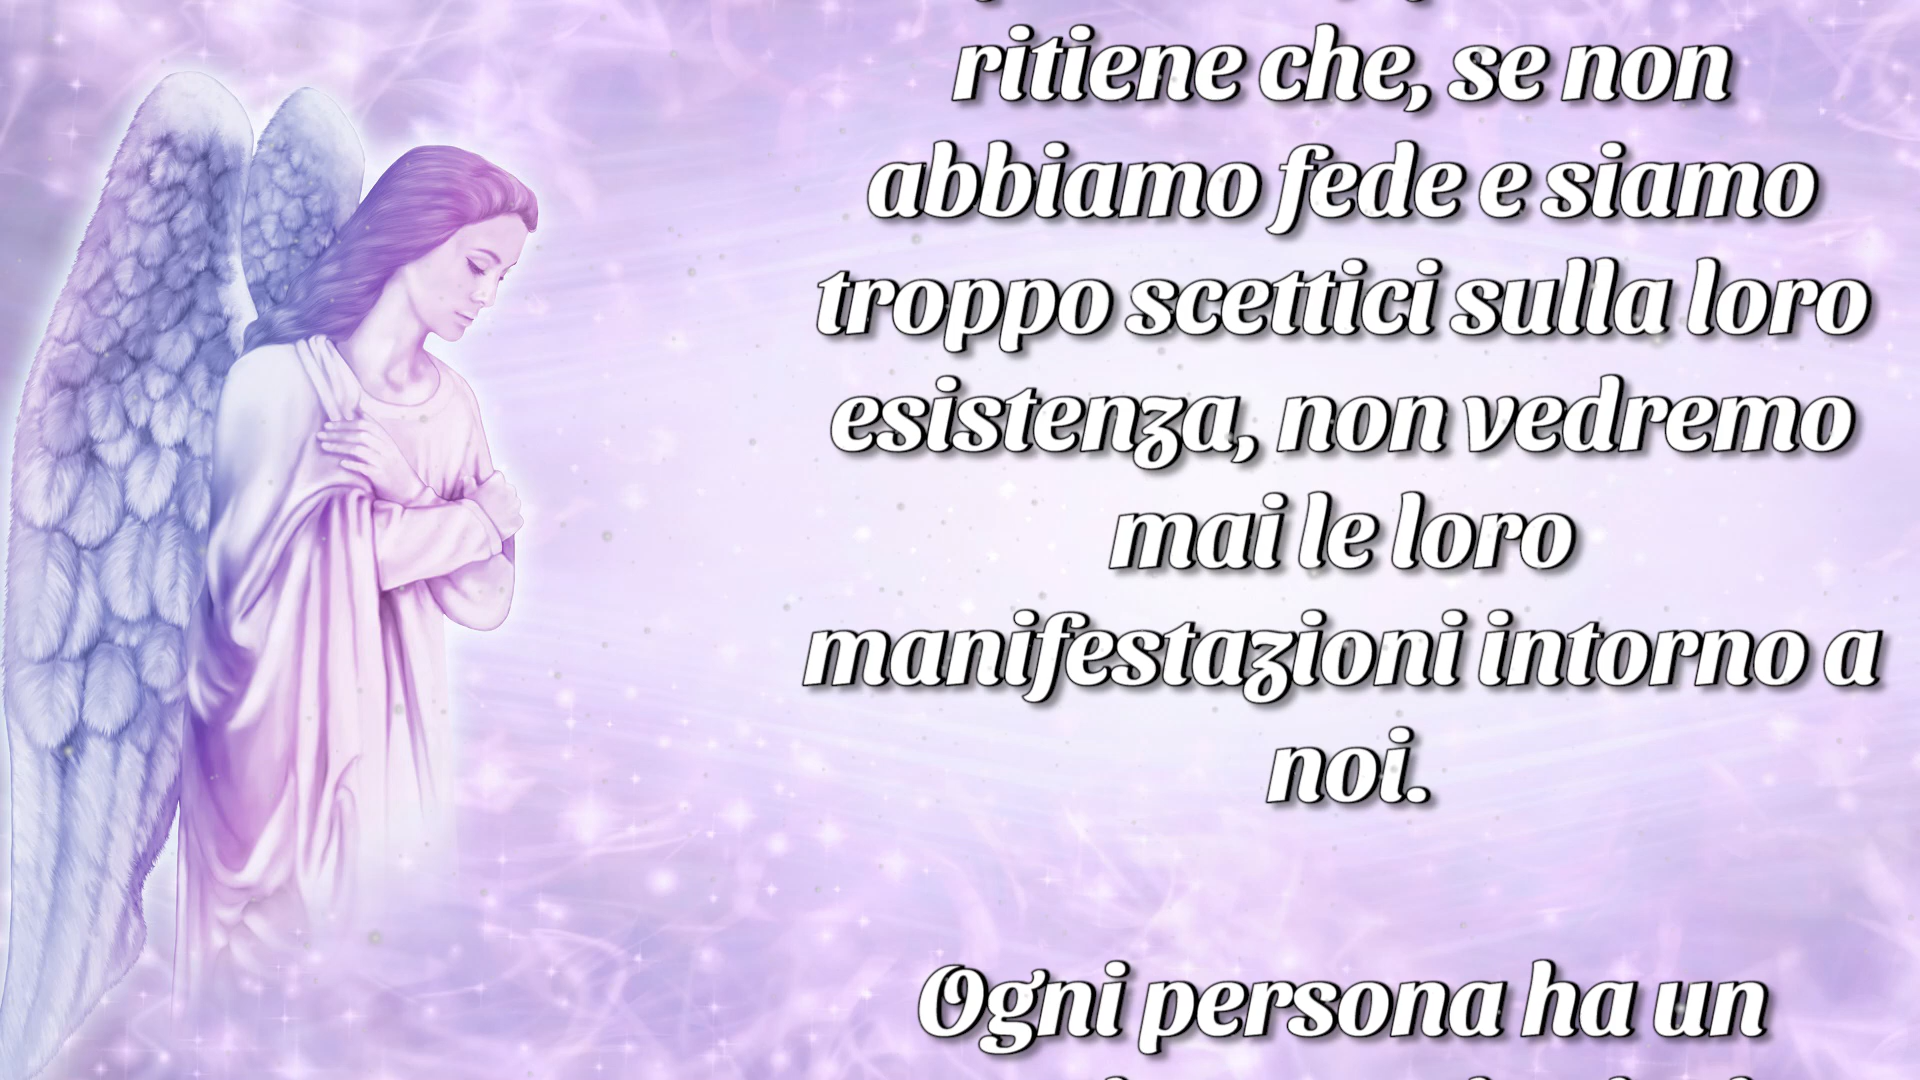 ritiene che, se non
abbiamo fede e siamo
troppo scettici sulla loro
esistenza, non vedremo
mai le loro
manifestazioni intorno a
noi.
Ogni persona ha un